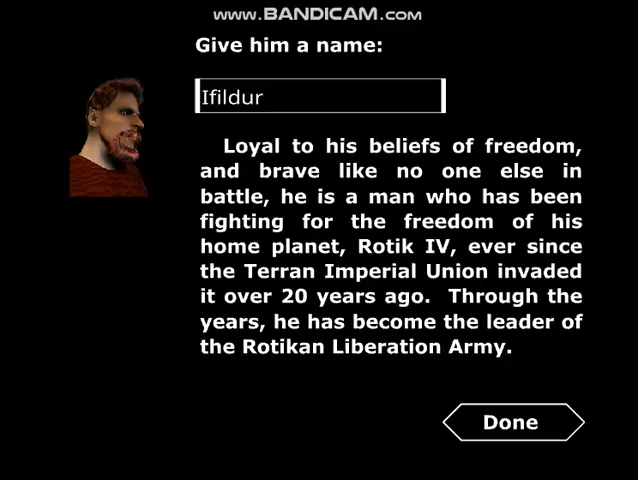 www.BANDICAM.com
Give him a name:
Ifildur
Loyal to his beliefs of freedom,
and brave like no one else in
battle, he is a man who has been
fighting for the freedom of his
home planet, Rotik IV, ever since
the Terran Imperial Union invaded
it over 20 years ago. Through the
years, he has become the leader of
the Rotikan Liberation Army.
Done